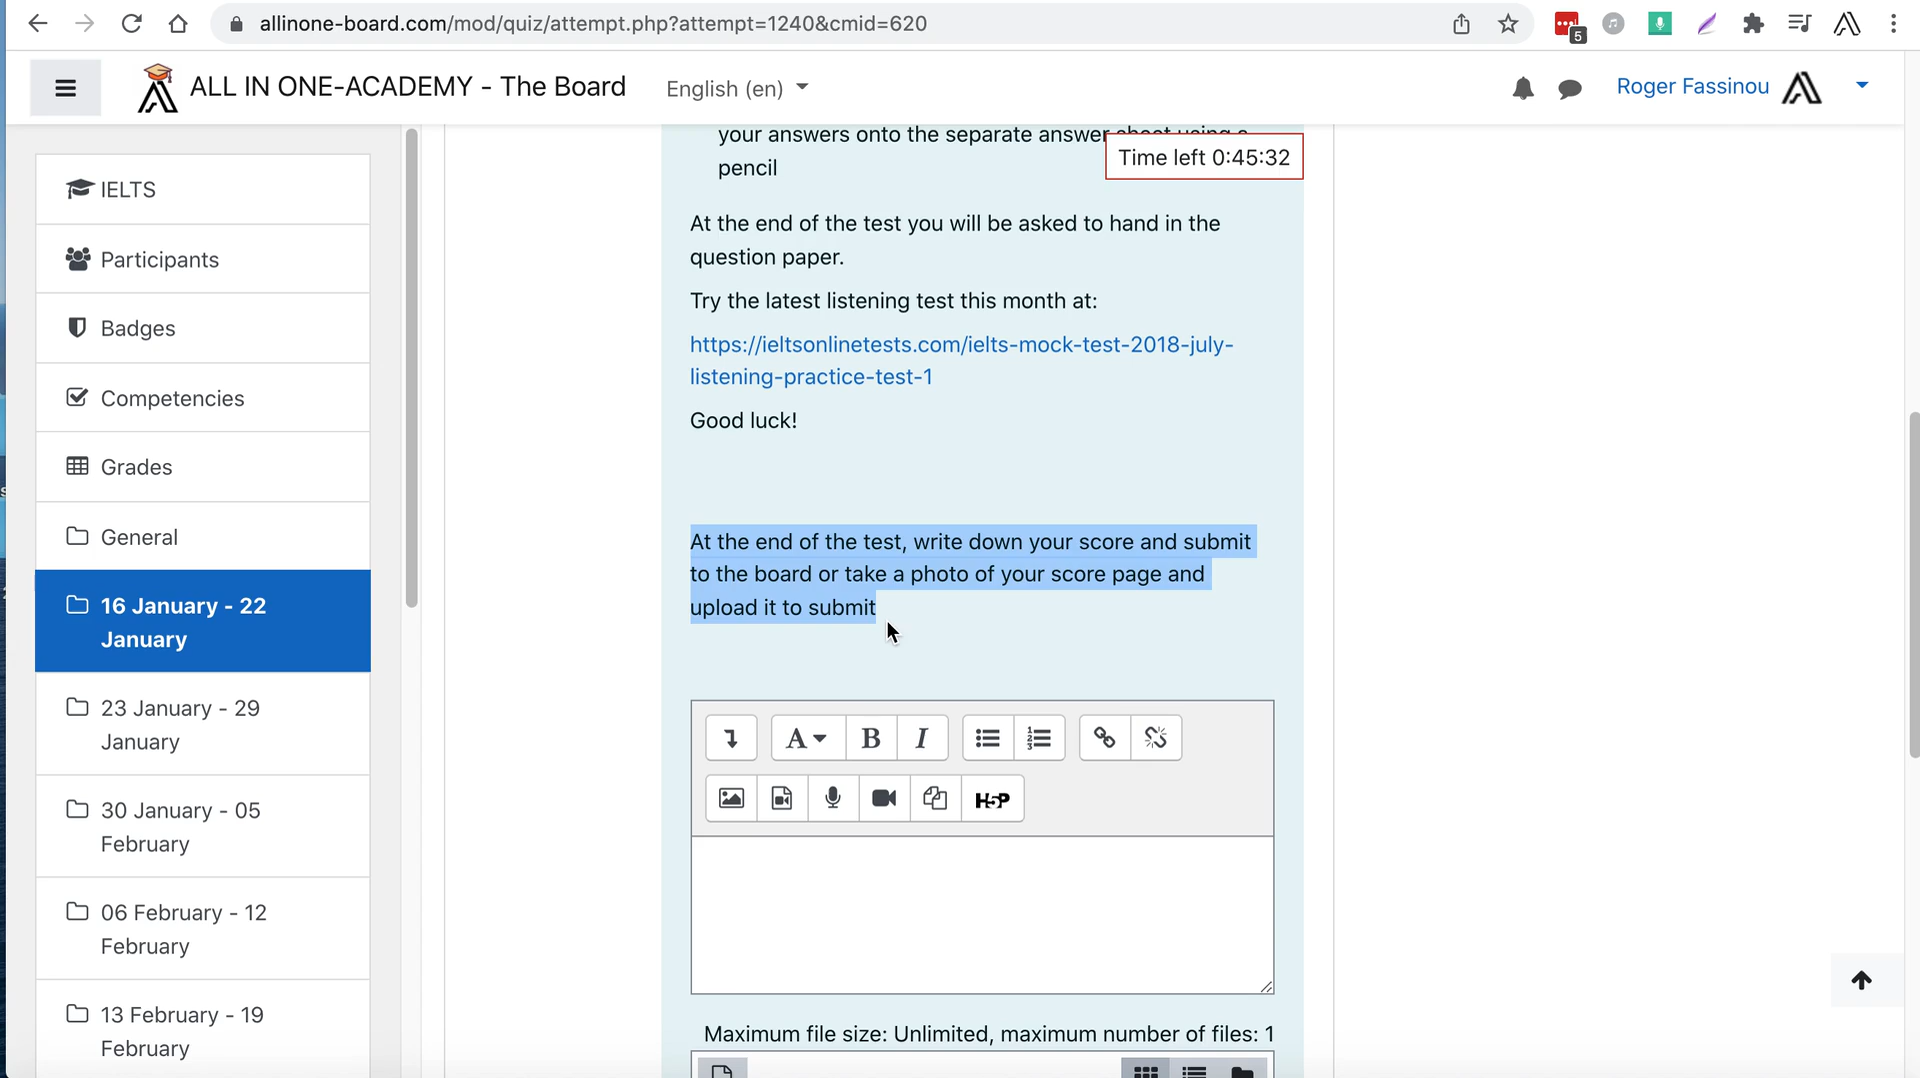 allinone-board.com/mod/quiz/attempt.php?attempt=1240&cmid=620
5
ALL IN ONE-ACADEMY - The Board
English (en)
Roger Fassinou
IELTS
Participants
Badges
Competencies
Grades
General
16 January - 22
January
23 January - 29
January
30 January - 05
February
06 February - 12
February
13 February - 19
February
your answers onto the separate answer sheet using a
pencil
Time left 0:45:32
At the end of the test you will be asked to hand in the
question paper.
Try the latest listening test this month at:
https://ieltsonlinetests.com/ielts-mock-test-2018-july-
listening-practice-test-1
Good luck!
At the end of the test, write down your score and submit
to the board or take a photo of your score page and
upload it to submit
A B I
H5P
Maximum file size: Unlimited, maximum number of files: 1